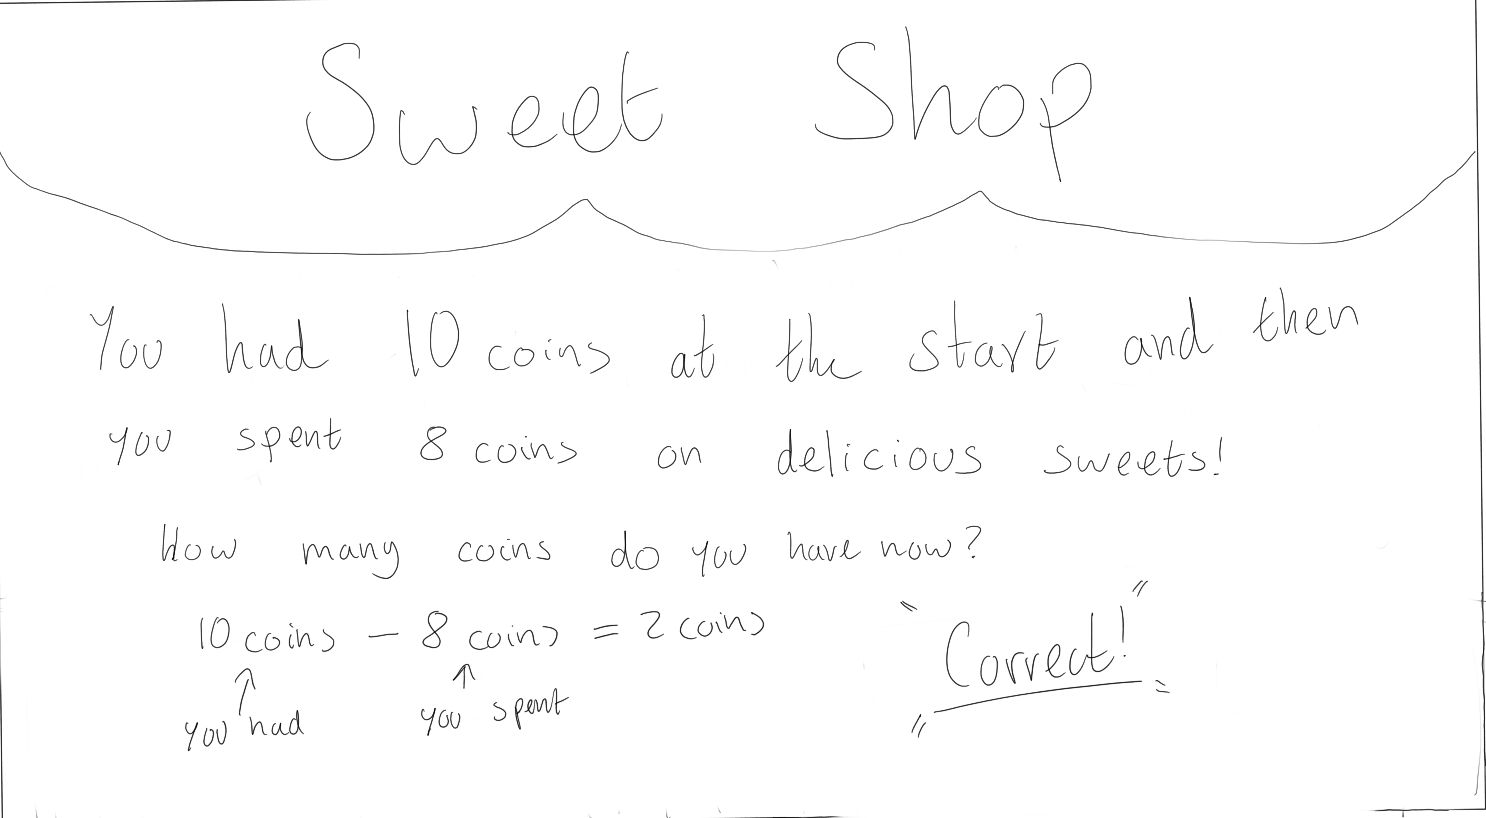 Sweet Shop
You had 10 coins at the start and then
you spent 8 coins on delicious sweets!
How many coins do you have now?
10 coins – 8 coins = 2 coins
you had you spent
Correct!